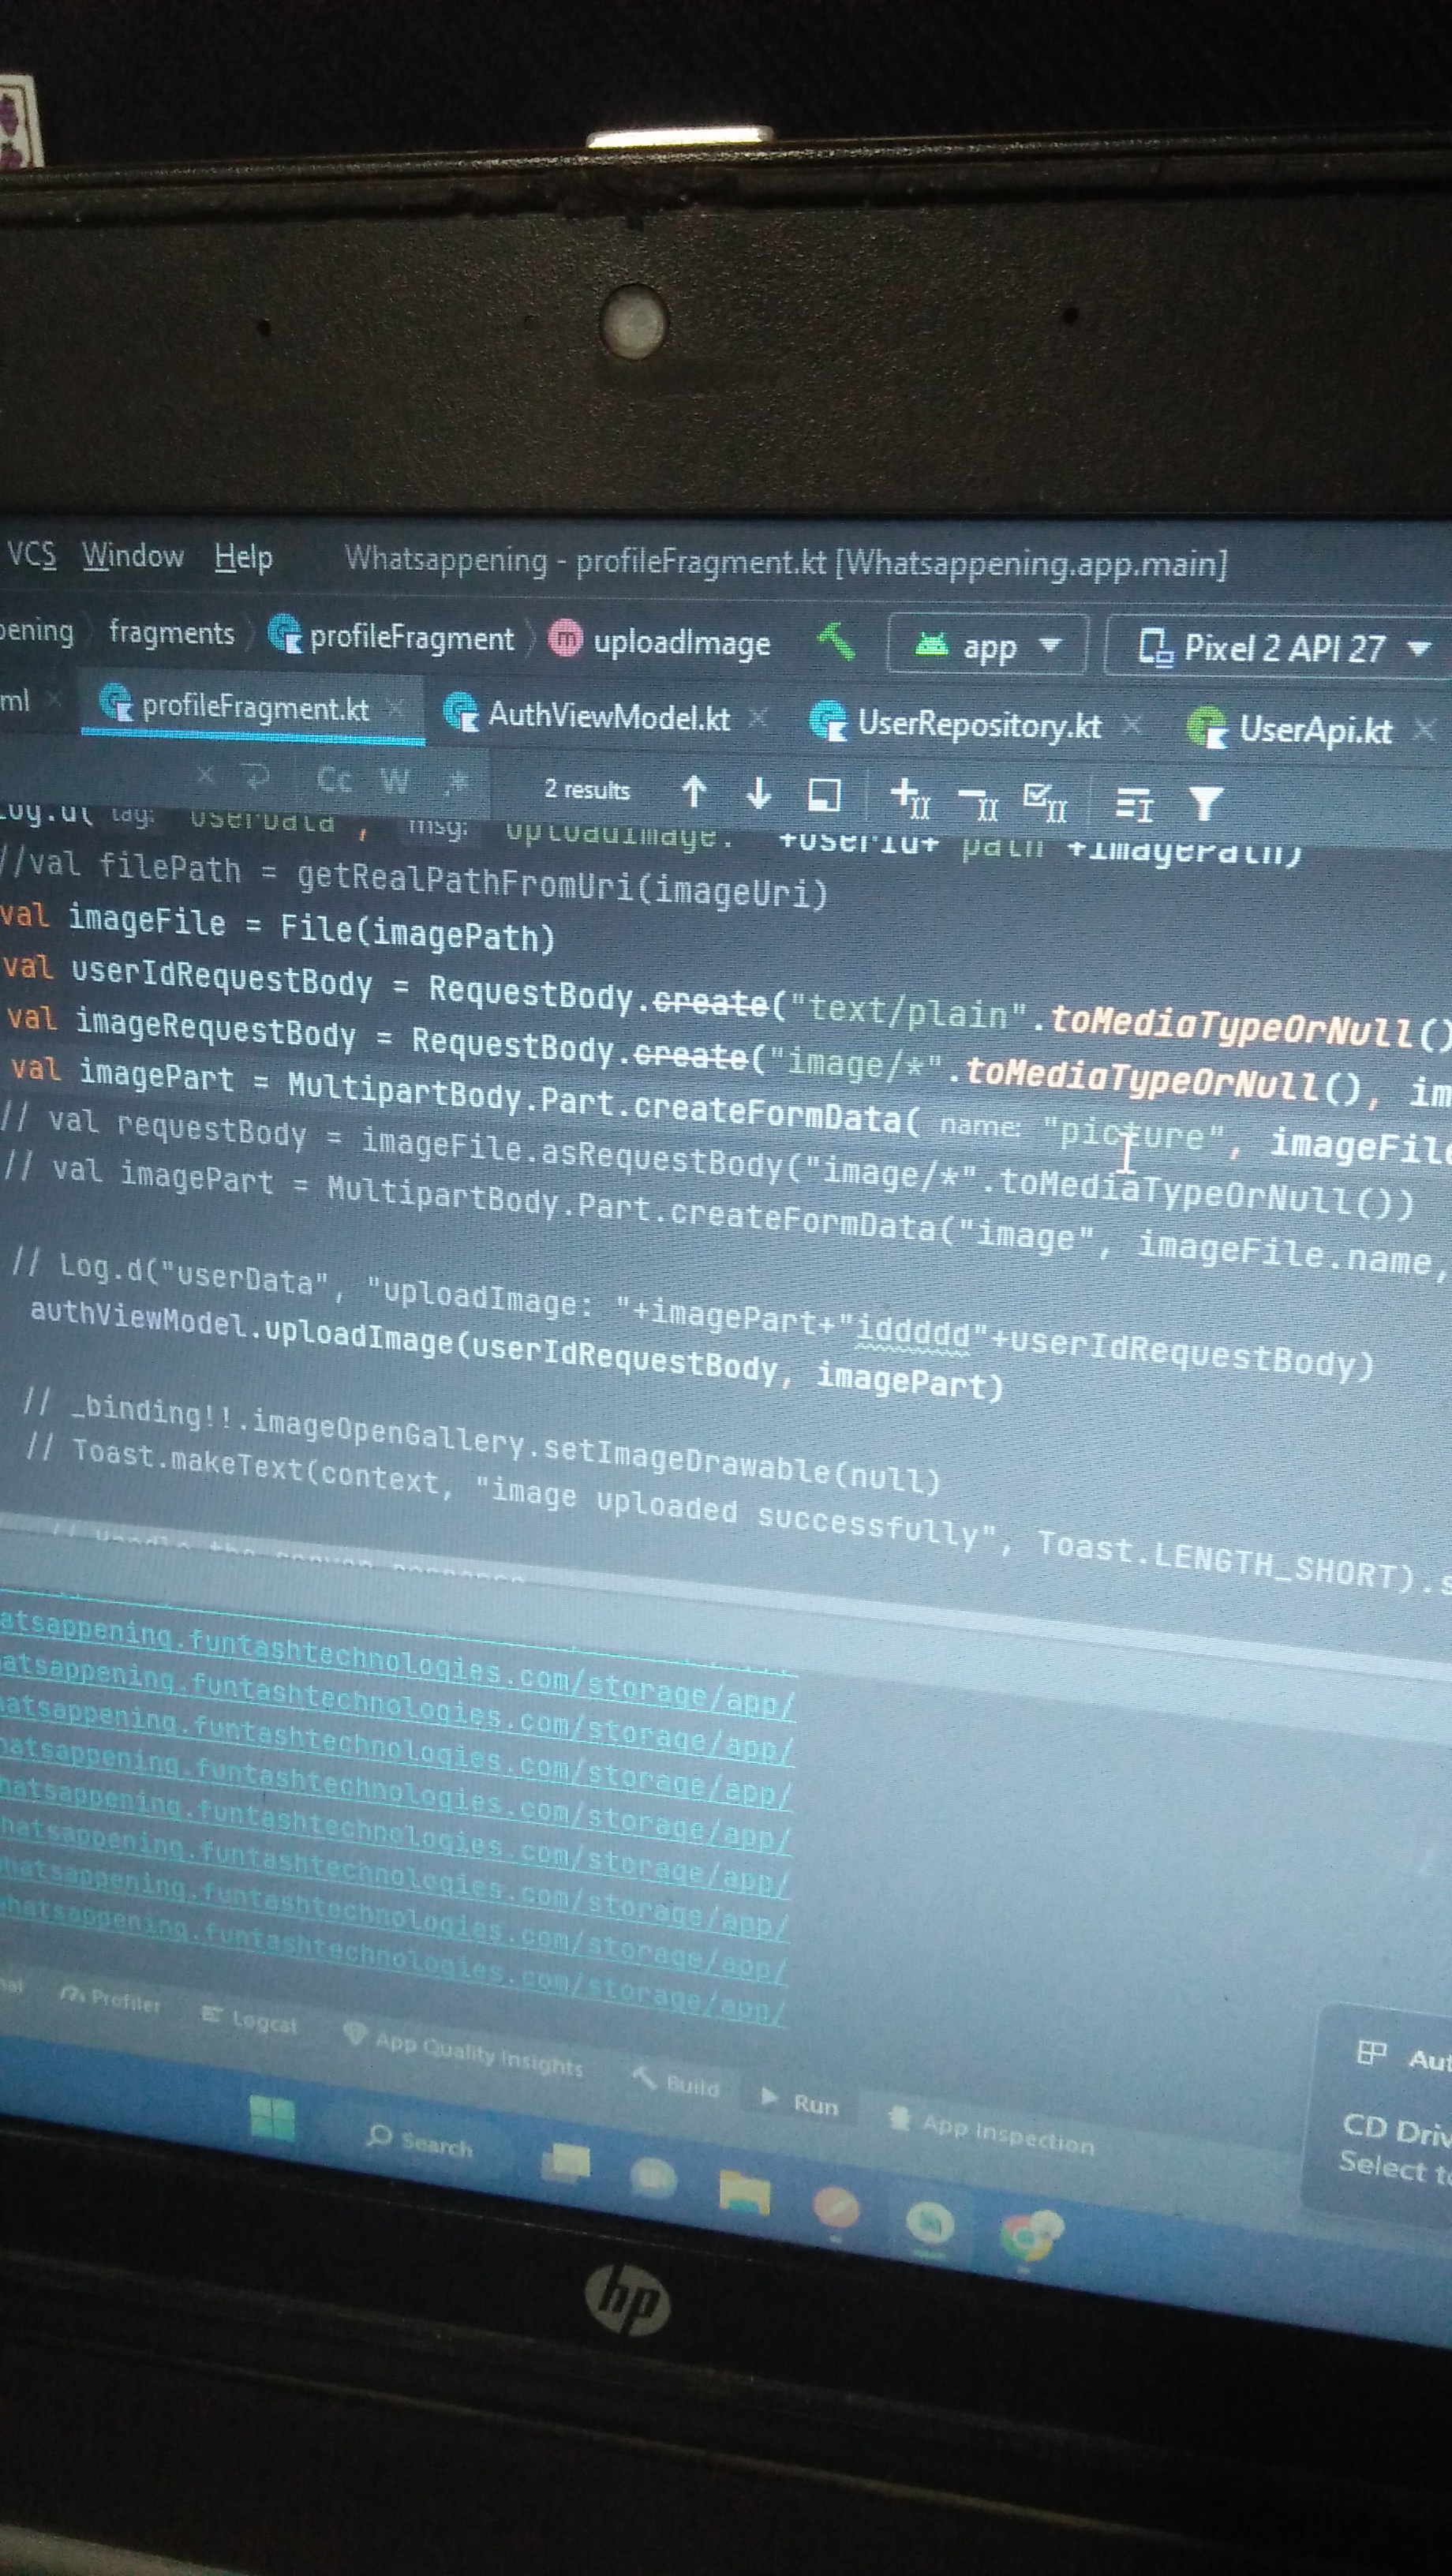 VCS Window Help Whatsappening - profileFragment.kt [Whatsappening.app.main]
pening fragments profileFragment m uploadImage app Pixel 2 API 27
ml profileFragment.kt AuthViewModel.kt UserRepository.kt UserApi.kt
Cc W .* 2 results
Log.d( tag: "userData", msg: "uploadImage: "+userId+"path"+imagePath)
//val filePath = getRealPathFromUri(imageUri)
val imageFile = File(imagePath)
val userIdRequestBody = RequestBody.create("text/plain".toMediaTypeOrNull()
val imageRequestBody = RequestBody.create("image/*".toMediaTypeOrNull(), im
val imagePart = MultipartBody.Part.createFormData( name: "picture", imageFile
// val requestBody = imageFile.asRequestBody("image/*".toMediaTypeOrNull())
// val imagePart = MultipartBody.Part.createFormData("image", imageFile.name,
// Log.d("userData", "uploadImage: "+imagePart+"iddddd"+userIdRequestBody)
authViewModel.uploadImage(userIdRequestBody, imagePart)
// _binding!!.imageOpenGallery.setImageDrawable(null)
// Toast.makeText(context, "image uploaded successfully", Toast.LENGTH_SHORT).s
// Handle the server response
atsappening.funtashtechnologies.com/storage/app/
atsappening.funtashtechnologies.com/storage/app/
atsappening.funtashtechnologies.com/storage/app/
hatsappening.funtashtechnologies.com/storage/app/
hatsappening.funtashtechnologies.com/storage/app/
hatsappening.funtashtechnologies.com/storage/app/
hatsappening.funtashtechnologies.com/storage/app/
whatsappening.funtashtechnologies.com/storage/app/
Profiler Logcat App Quality Insights Build Run App Inspection
Aut
CD Driv
Select to
Search
hp